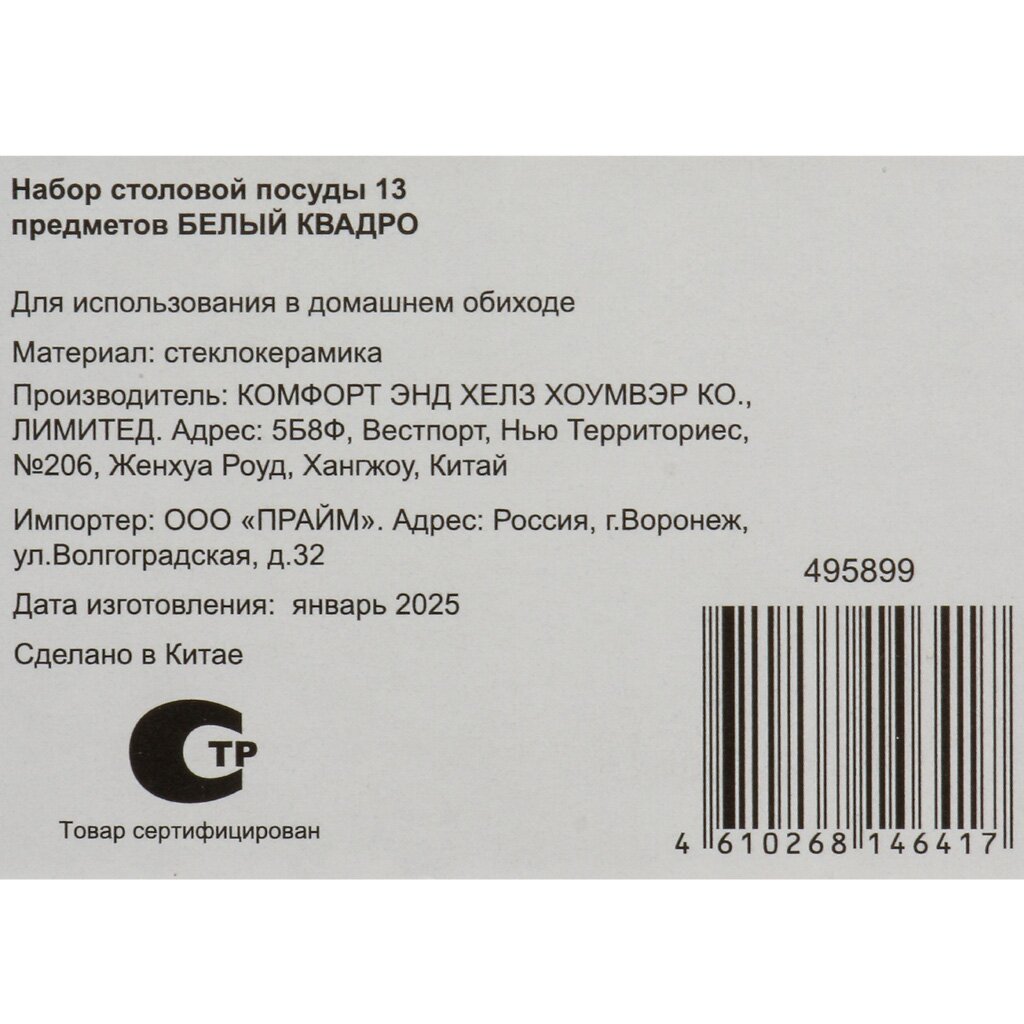 Набор столовой посуды 13
предметов БЕЛЫЙ КВАДРО
Для использования в домашнем обиходе
Материал: стеклокерамика
Производитель: КОМФОРТ ЭНД ХЕЛЗ ХОУМВЭР КО.,
ЛИМИТЕД. Адрес: 5Б8Ф, Вестпорт, Нью Территориес,
№206, Женхуа Роуд, Хангжоу, Китай
Импортер: ООО «ПРАЙМ». Адрес: Россия, г.Воронеж,
ул.Волгоградская, д.32
Дата изготовления:  январь 2025
Сделано в Китае
СТР
Товар сертифицирован
495899
4 610268 146417